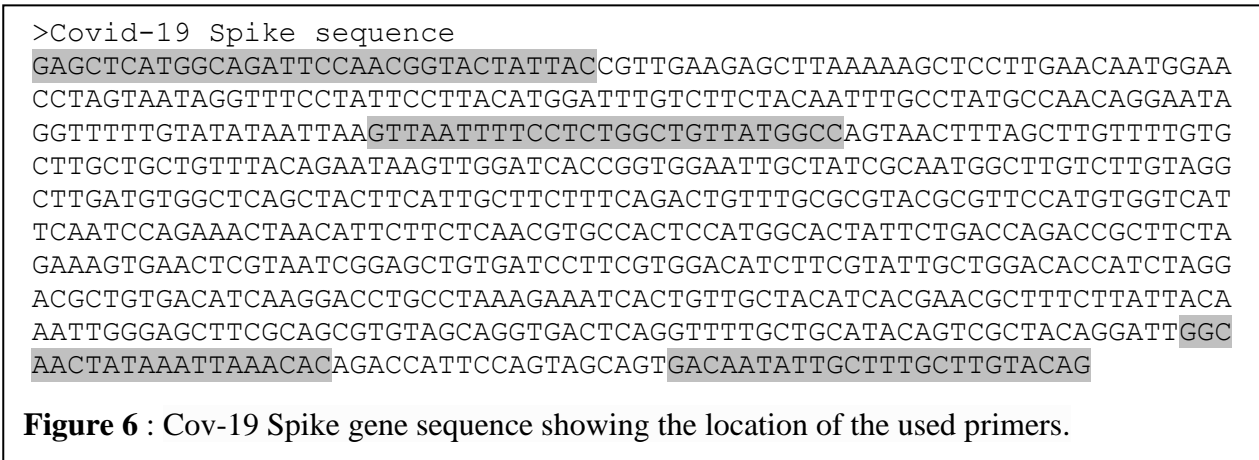 >Covid-19 Spike sequence
GAGCTCATGGCAGATTCCAACGGTACTATTACCGTTGAAGAGCTTAAAAAGCTCCTTGAACAATGGAA
CCTAGTAATAGGTTTCCTATTCCTTACATGGATTTGTCTTCTACAATTTGCCTATGCCAACAGGAATA
GGTTTTTGTATATAATTAAGTTAATTTTCCTCTGGCTGTTATGGCCAGTAACTTTAGCTTGTTTTGTG
CTTGCTGCTGTTTACAGAATAAGTTGGATCACCGGTGGAATTGCTATCGCAATGGCTTGTCTTGTAGG
CTTGATGTGGCTCAGCTACTTCATTGCTTCTTTCAGACTGTTTGCGCGTACGCGTTCCATGTGGTCAT
TCAATCCAGAAACTAACATTCTTCTCAACGTGCCACTCCATGGCACTATTCTGACCAGACCGCTTCTA
GAAAGTGAACTCGTAATCGGAGCTGTGATCCTTCGTGGACATCTTCGTATTGCTGGACACCATCTAGG
ACGCTGTGACATCAAGGACCTGCCTAAAGAAATCACTGTTGCTACATCACGAACGCTTTCTTATTACA
AATTGGGAGCTTCGCAGCGTGTAGCAGGTGACTCAGGTTTTGCTGCATACAGTCGCTACAGGATTGGC
AACTATAAATTAAACACAGACCATTCCAGTAGCAGTGACAATATTGCTTTGCTTGTACAG
Figure 6 : Cov-19 Spike gene sequence showing the location of the used primers.